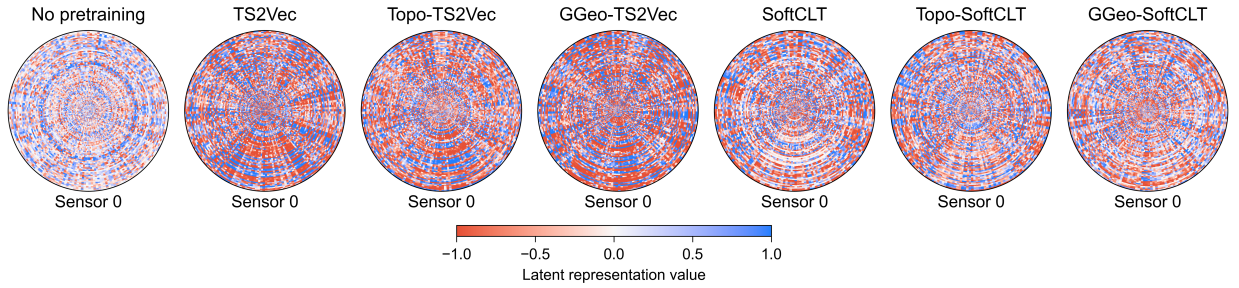 No pretraining TS2Vec Topo-TS2Vec GGeo-TS2Vec SoftCLT Topo-SoftCLT GGeo-SoftCLT
Sensor 0 Sensor 0 Sensor 0 Sensor 0 Sensor 0 Sensor 0 Sensor 0
−1.0 −0.5 0.0 0.5 1.0
Latent representation value